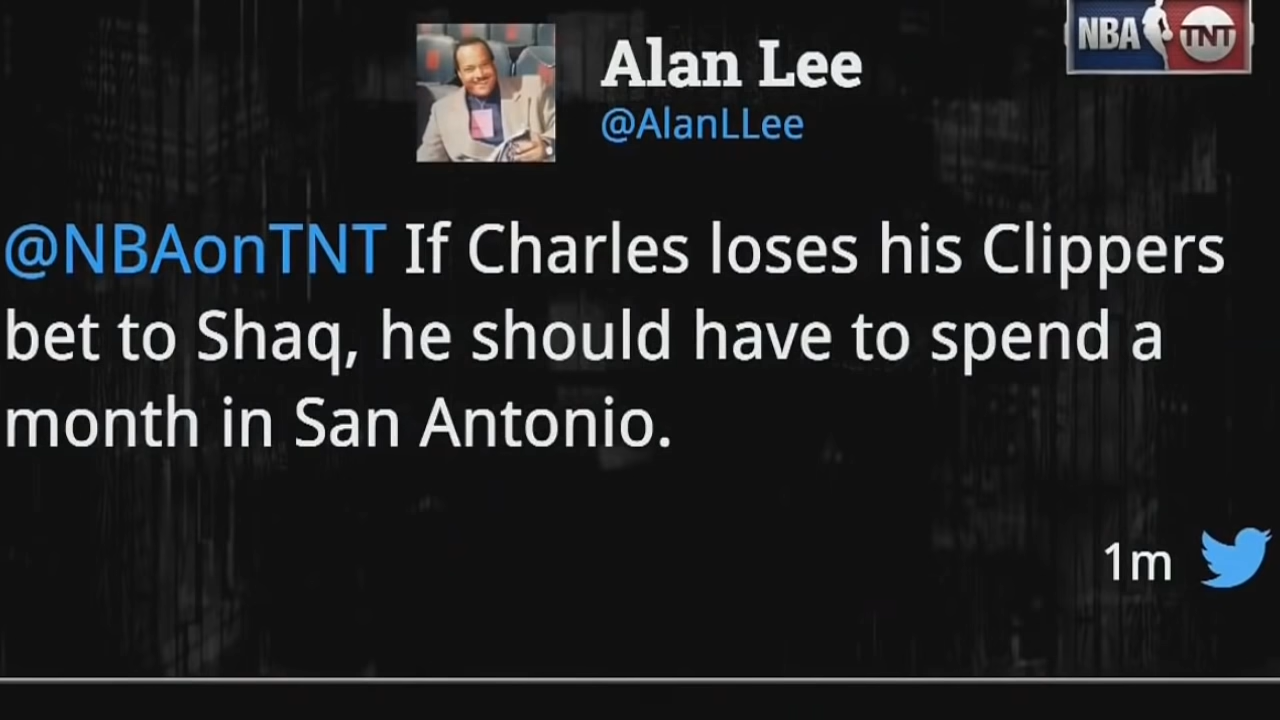 NBA TNT
Alan Lee
@AlanLLee
@NBAonTNT If Charles loses his Clippers
bet to Shaq, he should have to spend a
month in San Antonio.
1m